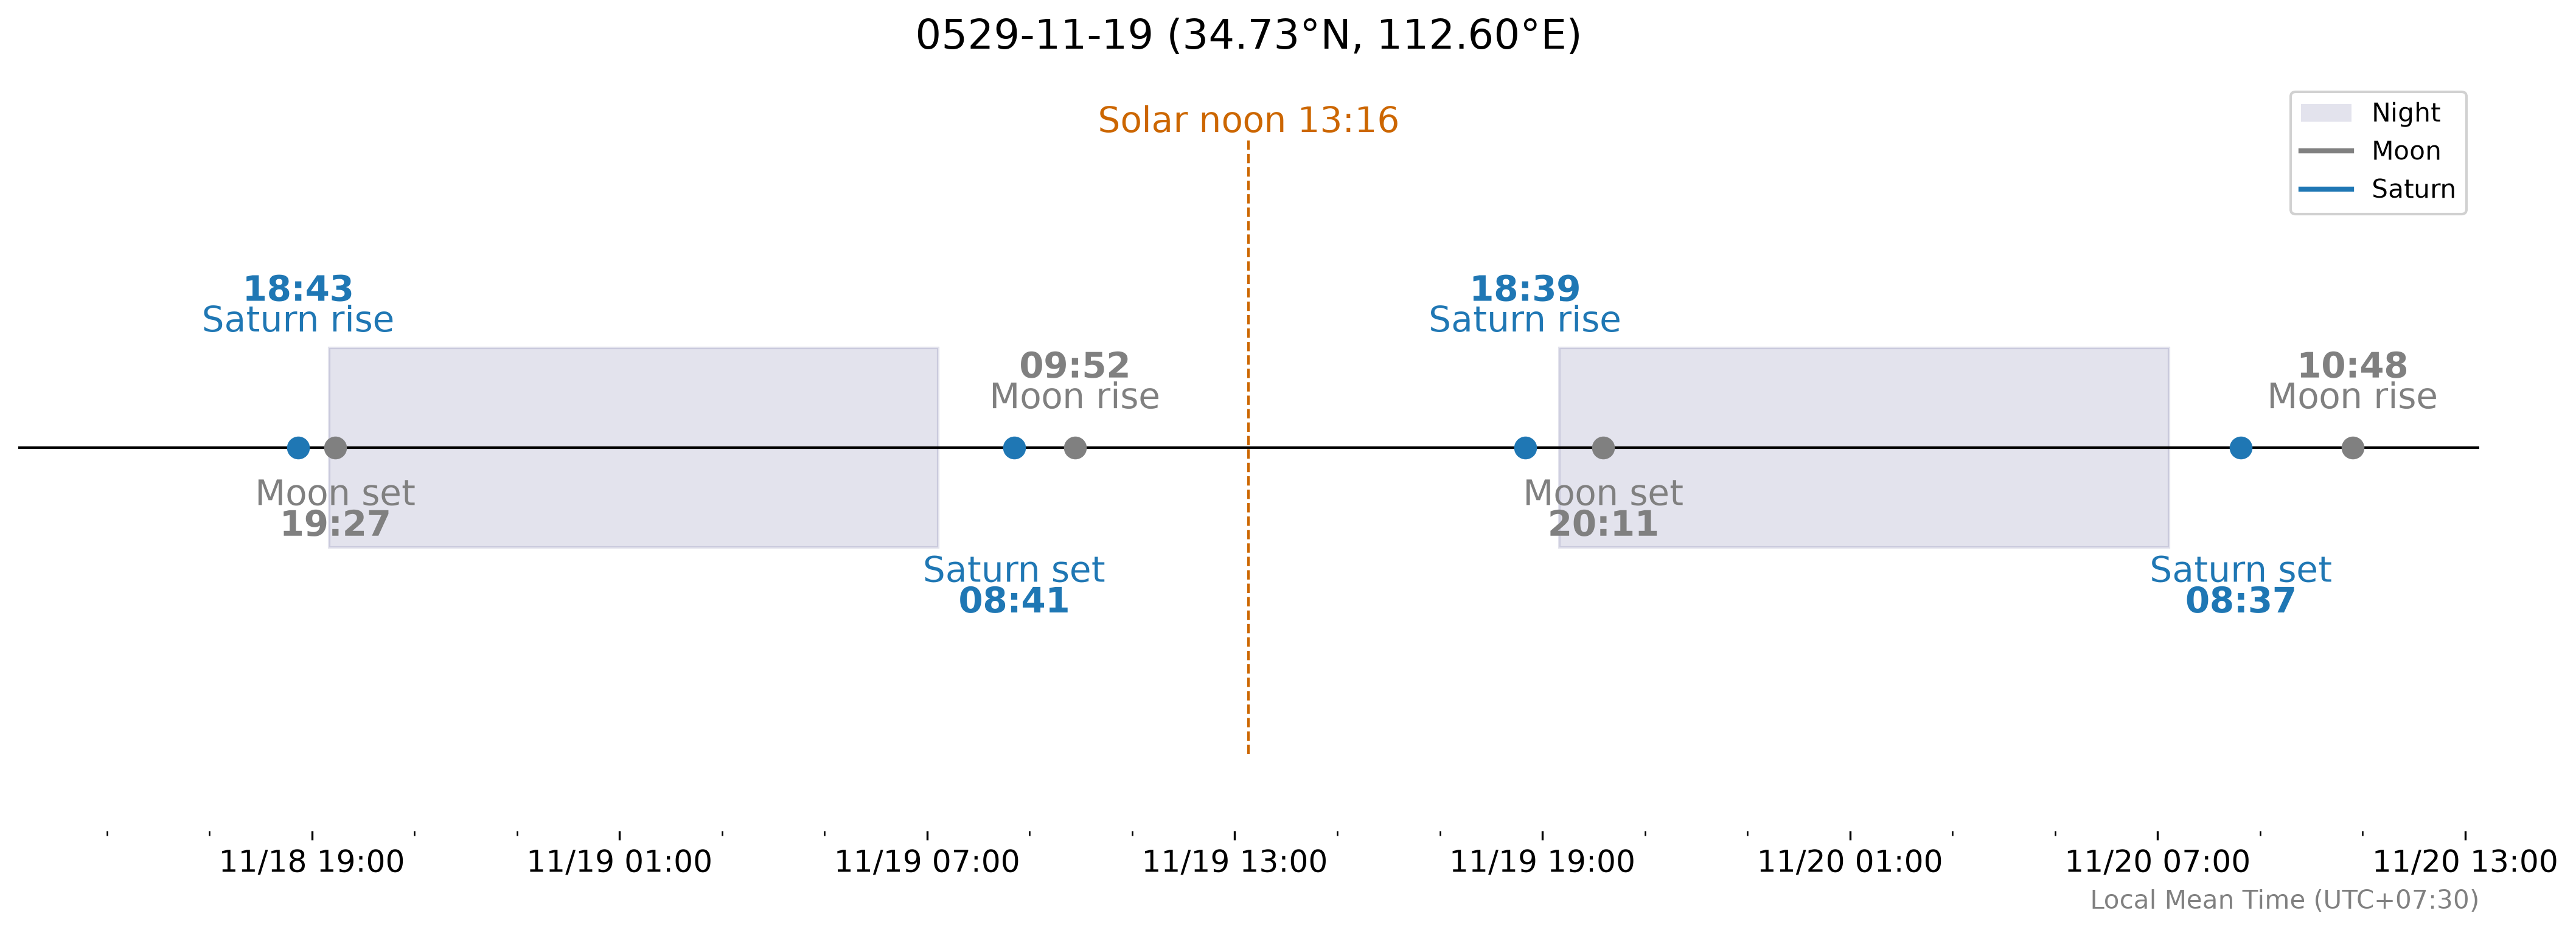 0529-11-19 (34.73°N, 112.60°E)
Solar noon 13:16
Night
Moon
Saturn
18:43
Saturn rise
18:39
Saturn rise
09:52
Moon rise
10:48
Moon rise
Moon set
19:27
Moon set
20:11
Saturn set
08:41
Saturn set
08:37
11/18 19:00
11/19 01:00
11/19 07:00
11/19 13:00
11/19 19:00
11/20 01:00
11/20 07:00
11/20 13:00
Local Mean Time (UTC+07:30)